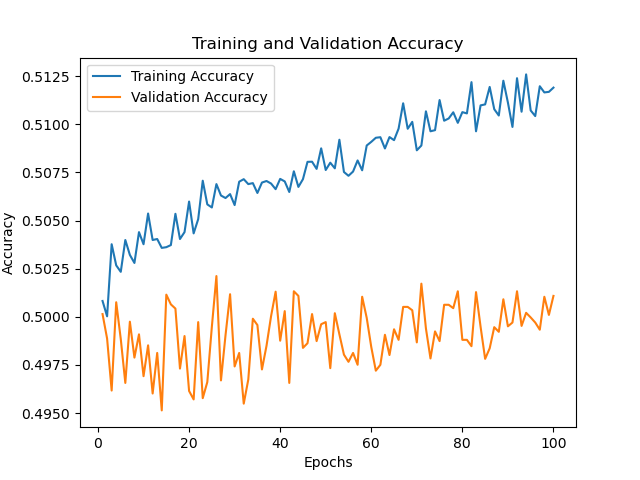 Training and Validation Accuracy
Training Accuracy
Validation Accuracy
0.5125
0.5100
0.5075
0.5050
0.5025
0.5000
0.4975
0.4950
Accuracy
0 20 40 60 80 100
Epochs